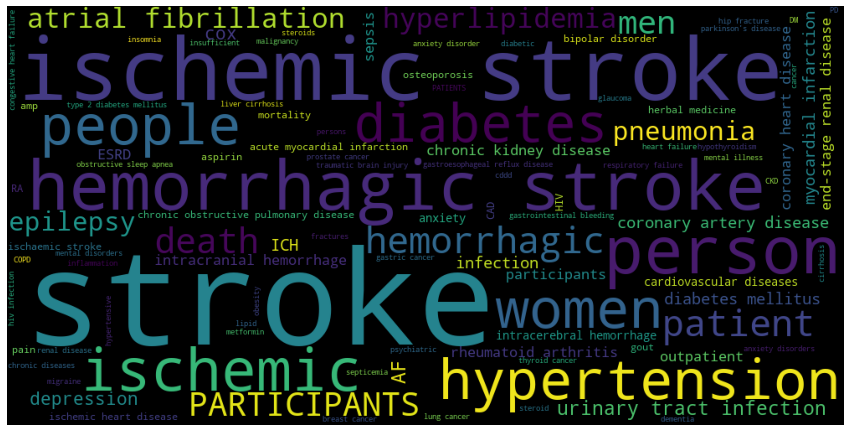 atrial fibrillation
cox
sepsis
hyperlipidemia
men
steroids
insomnia
insufficient
malignancy
anxiety disorder
diabetic
bipolar disorder
hip fracture
parkinson's disease
DM
PD
congestive heart failure
ischemic stroke
osteoporosis
PATIENTS
glaucoma
cancer
coronary heart disease
myocardial infarction
end-stage renal disease
amp
type 2 diabetes mellitus
liver cirrhosis
mortality
herbal medicine
people
persons
diabetes
pneumonia
ESRD
aspirin
acute myocardial infarction
chronic kidney disease
heart failure
hypothyroidism
obstructive sleep apnea
prostate cancer
traumatic brain injury
gastroesophageal reflux disease
respiratory failure
mental illness
RA
hemorrhagic stroke
cddd
CKD
CAD
HIV
epilepsy
chronic obstructive pulmonary disease
anxiety
gastrointestinal bleeding
coronary artery disease
ischaemic stroke
mental disorders
death
fractures
ICH
hemorrhagic
person
COPD
inflammation
intracranial hemorrhage
gastric cancer
infection
participants
cardiovascular diseases
cirrhosis
hiv infection
stroke
hypertensive
obesity
lipid
metformin
women
diabetes mellitus
intracerebral hemorrhage
patient
pain
renal disease
psychiatric
rheumatoid arthritis
gout
outpatient
anxiety disorders
chronic diseases
migraine
ischemic
septicemia
AF
thyroid cancer
hypertension
depression
PARTICIPANTS
steroid
urinary tract infection
ischemic heart disease
breast cancer
lung cancer
dementia